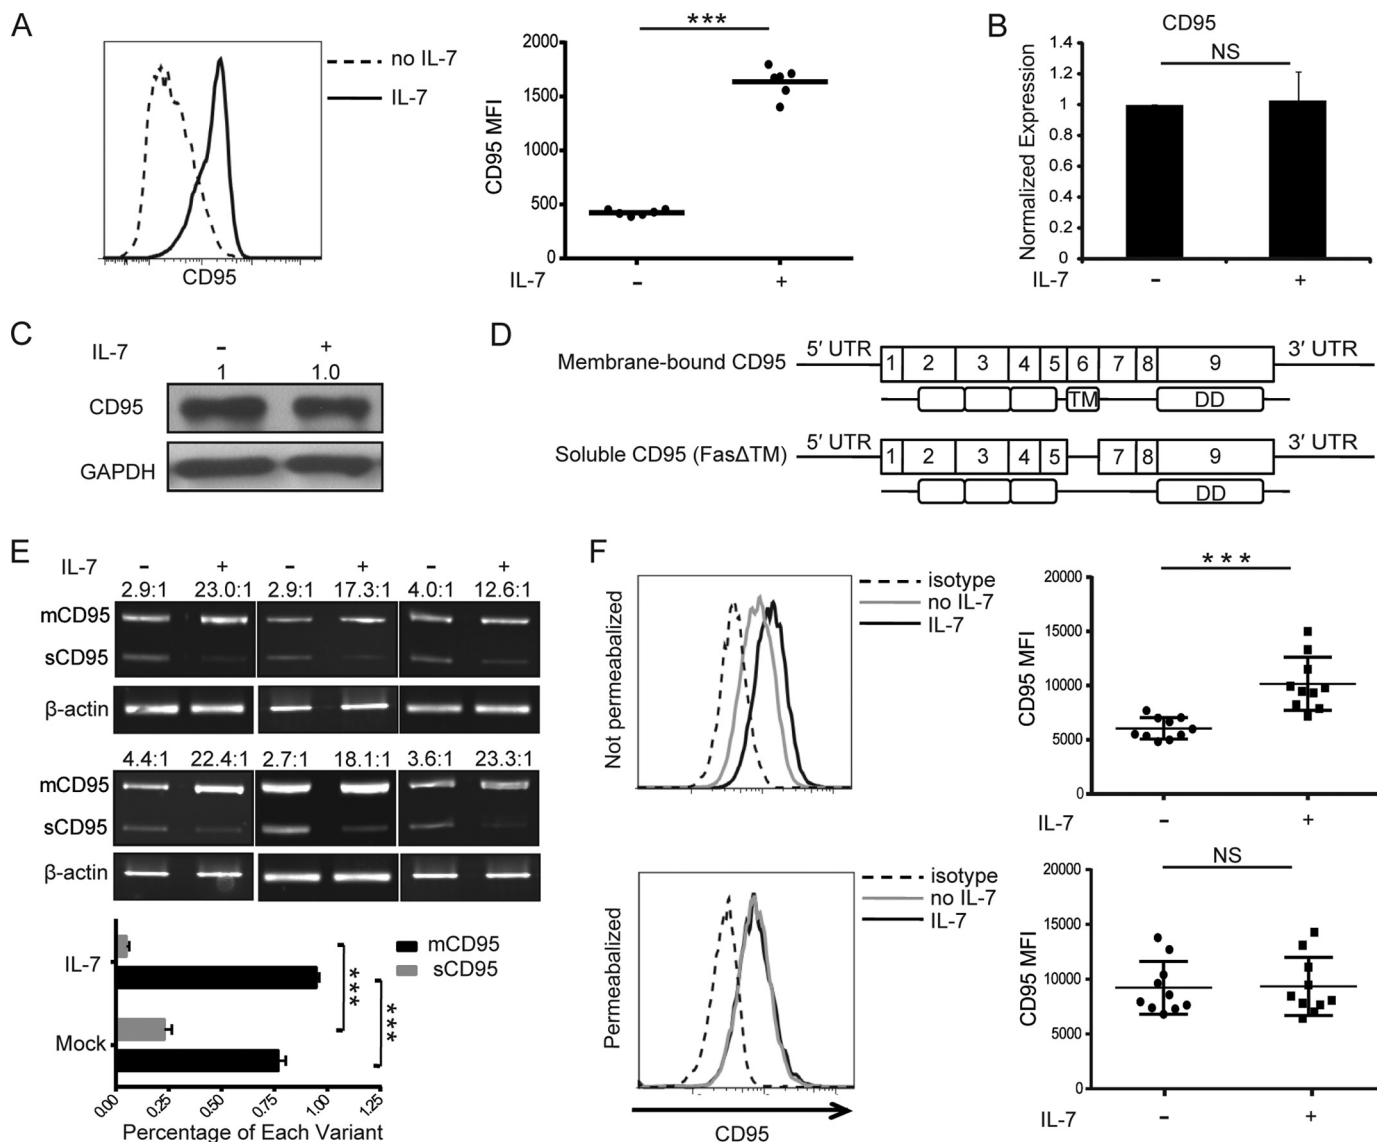 A
no IL-7
IL-7
CD95
***
2000
1500
1000
500
0
CD95 MFI
IL-7
- +
B
CD95
NS
1.4
1.2
1
0.8
0.6
0.4
0.2
0
Normalized Expression
IL-7
- +
C
IL-7
- +
1 1.0
CD95
GAPDH
D
Membrane-bound CD95
5′ UTR 1 2 3 4 5 6 7 8 9 3′ UTR
TM DD
Soluble CD95 (FasΔTM)
5′ UTR 1 2 3 4 5 7 8 9 3′ UTR
DD
E
IL-7
- + - + - +
2.9:1 23.0:1 2.9:1 17.3:1 4.0:1 12.6:1
mCD95
sCD95
β-actin
4.4:1 22.4:1 2.7:1 18.1:1 3.6:1 23.3:1
mCD95
sCD95
β-actin
IL-7
Mock
mCD95
sCD95
***
***
0.00 0.25 0.50 0.75 1.00 1.25
Percentage of Each Variant
F
Not permeabalized
isotype
no IL-7
IL-7
***
20000
15000
10000
5000
0
CD95 MFI
IL-7
- +
Permeabalized
isotype
no IL-7
IL-7
CD95
NS
20000
15000
10000
5000
0
CD95 MFI
IL-7
- +